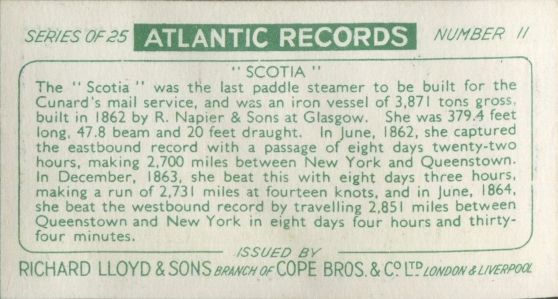 SERIES OF 25 ATLANTIC RECORDS NUMBER 11
"SCOTIA"
The "Scotia" was the last paddle steamer to be built for the
Cunard's mail service, and was an iron vessel of 3,871 tons gross,
built in 1862 by R. Napier & Sons at Glasgow. She was 379.4 feet
long, 47.8 beam and 20 feet draught. In June, 1862, she captured
the eastbound record with a passage of eight days twenty-two
hours, making 2,700 miles between New York and Queenstown.
In December, 1863, she beat this with eight days three hours,
making a run of 2,731 miles at fourteen knots, and in June, 1864,
she beat the westbound record by travelling 2,851 miles between
Queenstown and New York in eight days four hours and thirty-
four minutes.
ISSUED BY
RICHARD LLOYD & SONS BRANCH OF COPE BROS. & CO LTD LONDON & LIVERPOOL